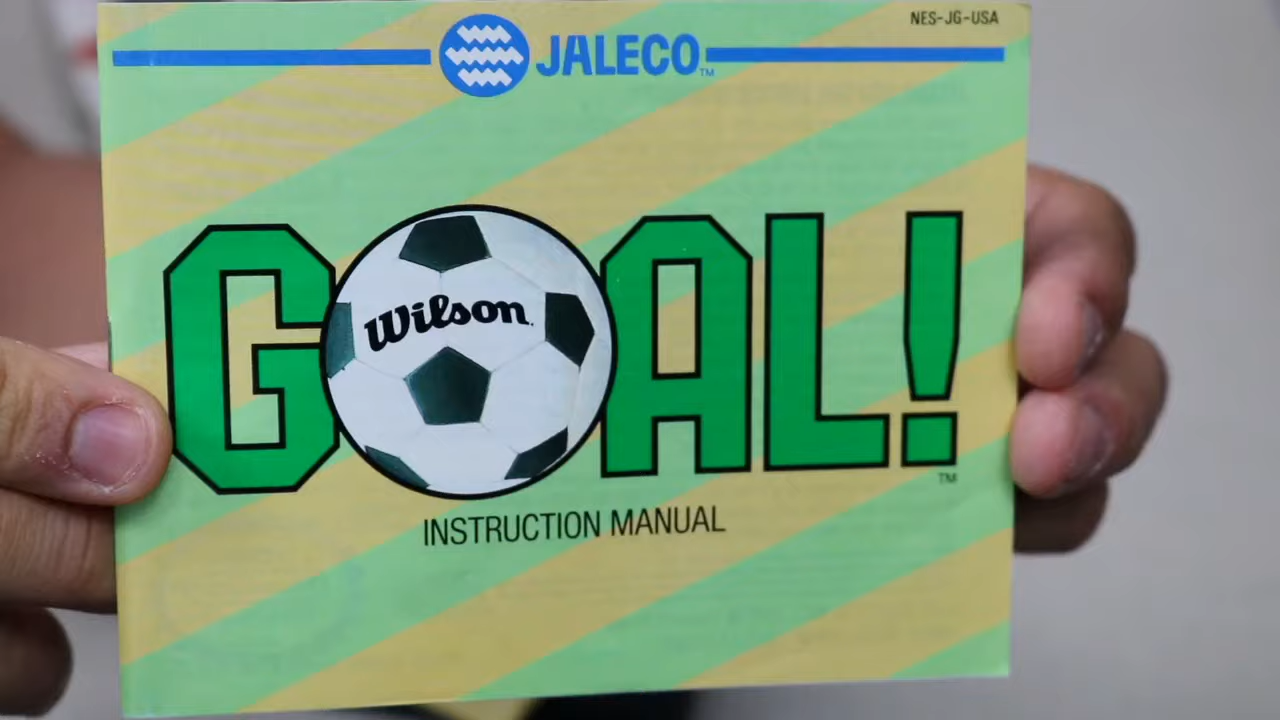 NES-JG-USA
JALECO™
GOAL!™
Wilson.
INSTRUCTION MANUAL